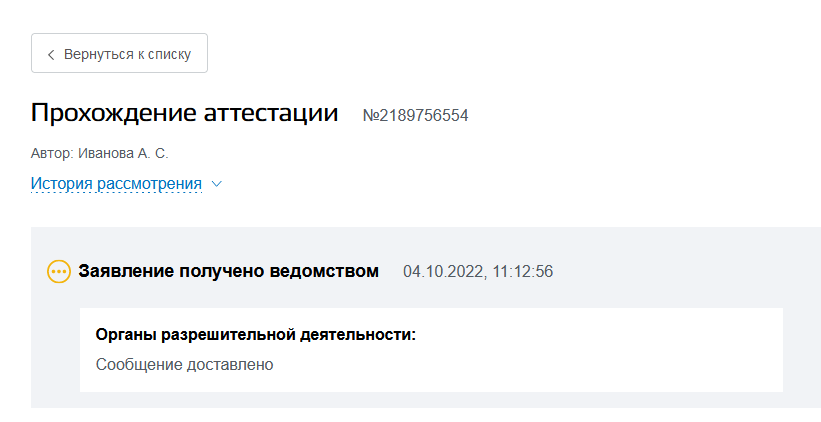 Вернуться к списку
Прохождение аттестации №2189756554
Автор: Иванова А. С.
История рассмотрения
Заявление получено ведомством 04.10.2022, 11:12:56
Органы разрешительной деятельности:
Сообщение доставлено